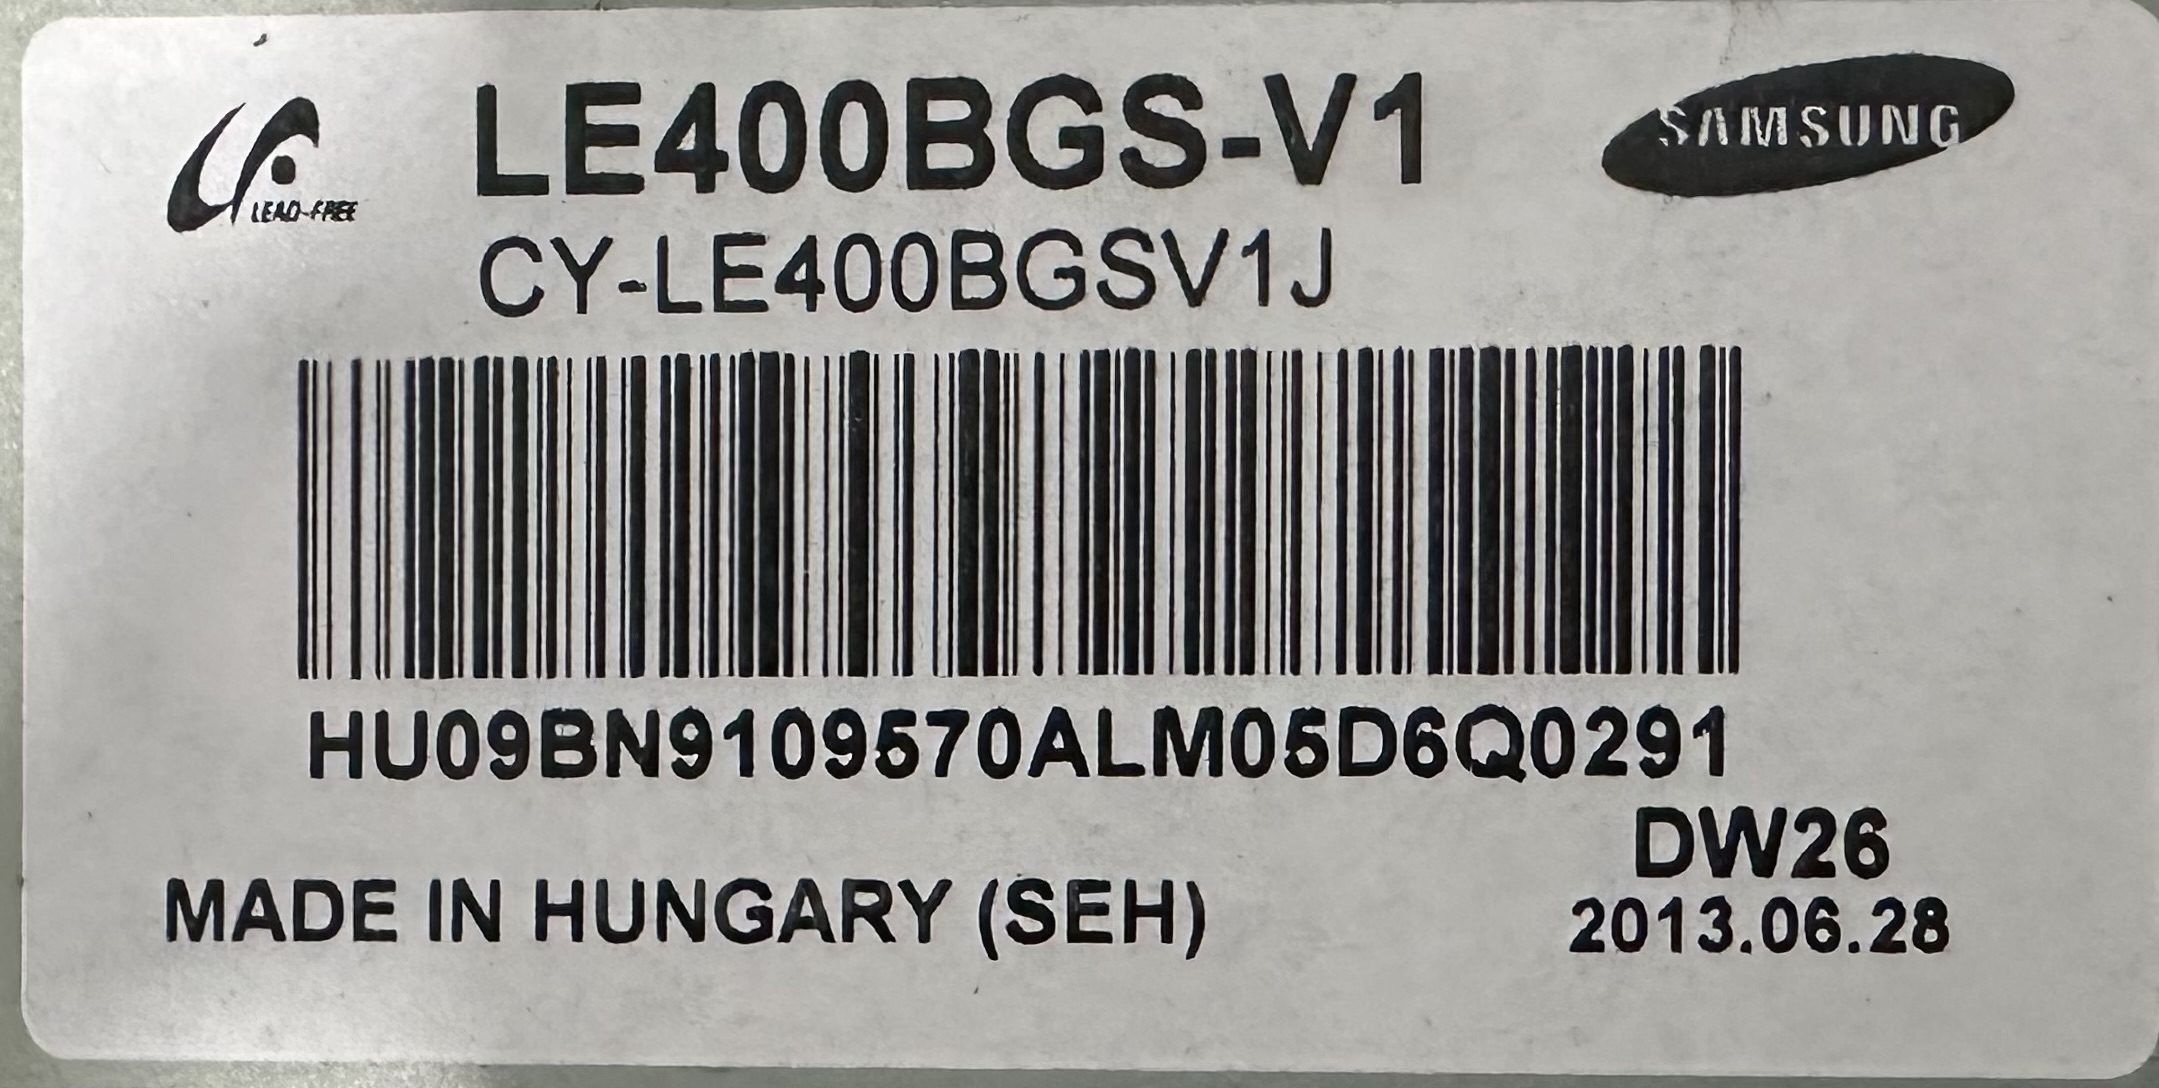 LE400BGS-V1
SAMSUNG
LEAD-FREE
CY-LE400BGSV1J
HU09BN9109570ALM05D6Q0291
DW26
MADE IN HUNGARY (SEH)
2013.06.28